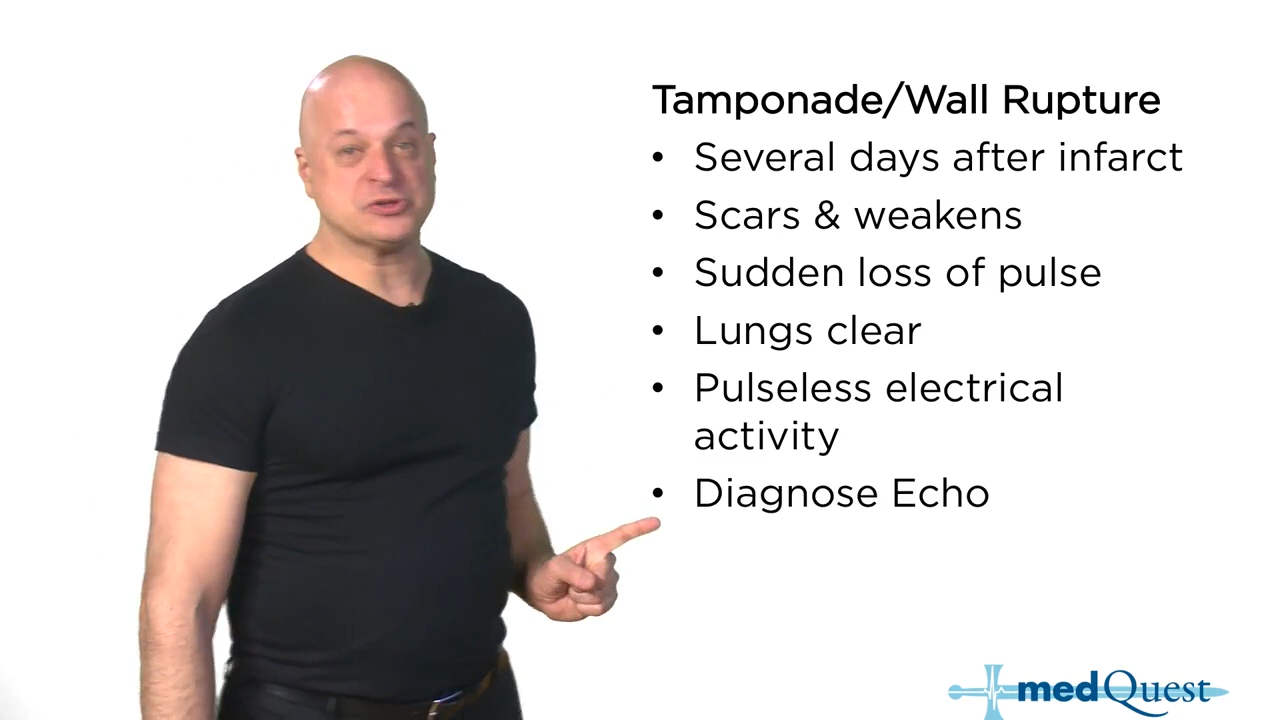 Tamponade/Wall Rupture
• Several days after infarct
• Scars & weakens
• Sudden loss of pulse
• Lungs clear
• Pulseless electrical
activity
• Diagnose Echo
medQuest